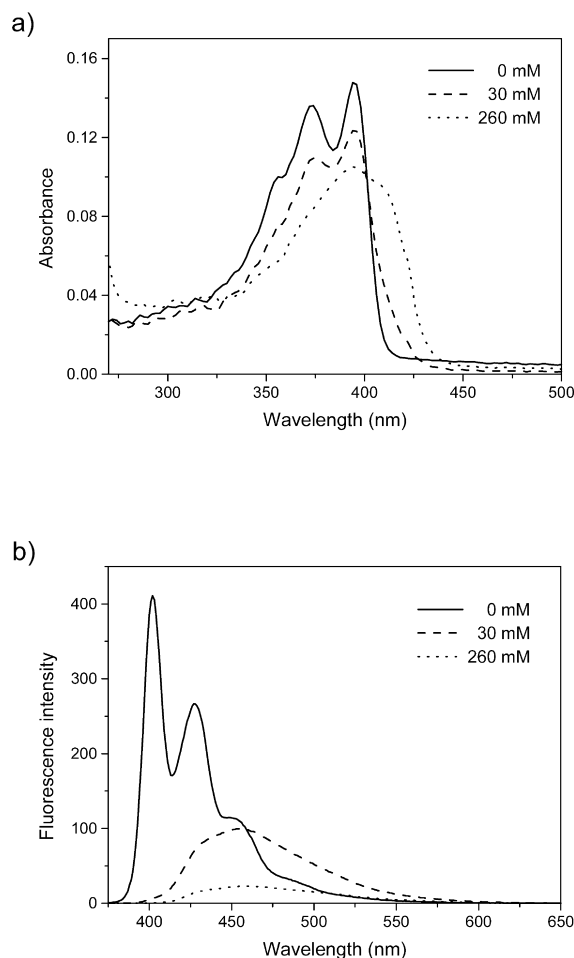 a)
0.16
0.12
0.08
0.04
0.00
Absorbance
0 mM
30 mM
260 mM
300 350 400 450 500
Wavelength (nm)
b)
400
300
200
100
0
Fluorescence intensity
0 mM
30 mM
260 mM
400 450 500 550 600 650
Wavelength (nm)